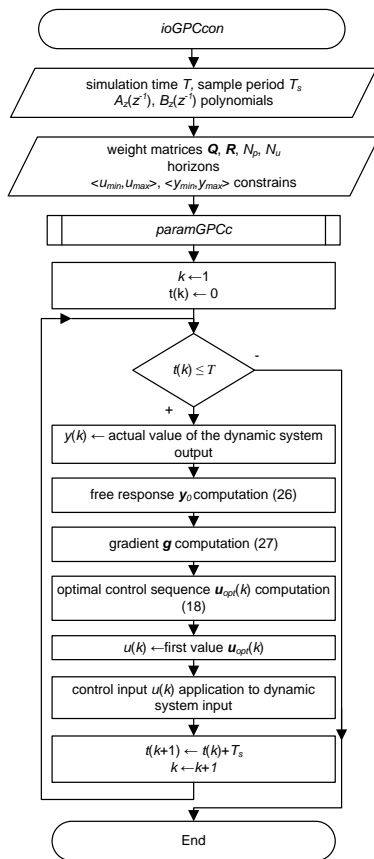 ioGPCcon
simulation time T, sample period Ts
Az(z-1), Bz(z-1) polynomials
weight matrices Q, R, Np, Nu
horizons
<umin,umax>, <ymin,ymax> constrains
paramGPCc
k ←1
t(k) ← 0
t(k) ≤ T
-
+
y(k) ← actual value of the dynamic system
output
free response y0 computation (26)
gradient g computation (27)
optimal control sequence uopt(k) computation
(18)
u(k) ←first value uopt(k)
control input u(k) application to dynamic
system input
t(k+1) ← t(k)+Ts
k ←k+1
End